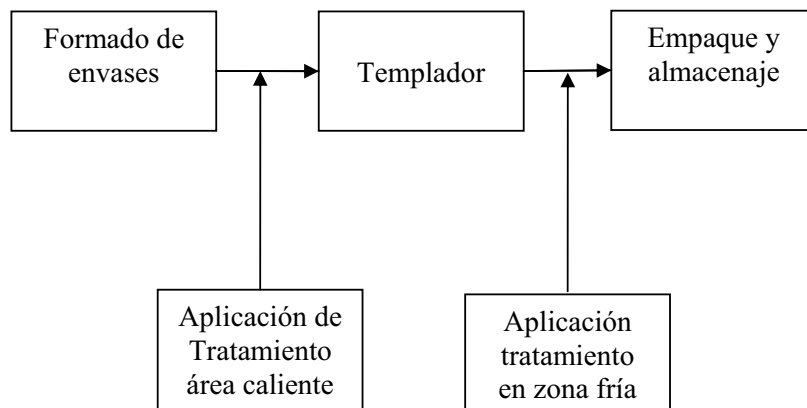 Formado de
envases
Templador
Empaque y
almacenaje
Aplicación de
Tratamiento
área caliente
Aplicación
tratamiento
en zona fría